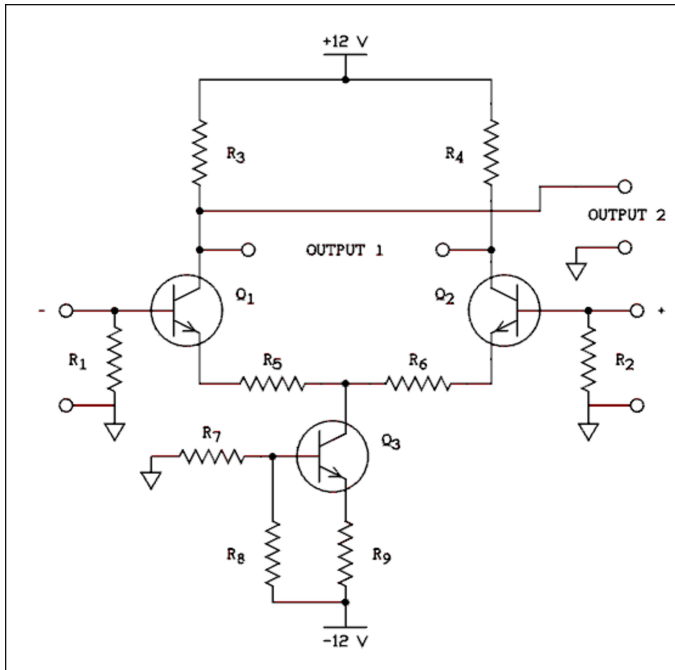 +12 V
R3
R4
OUTPUT 2
OUTPUT 1
Q1
Q2
-
+
R1
R5
R6
R2
R7
Q3
R8
R9
-12 V